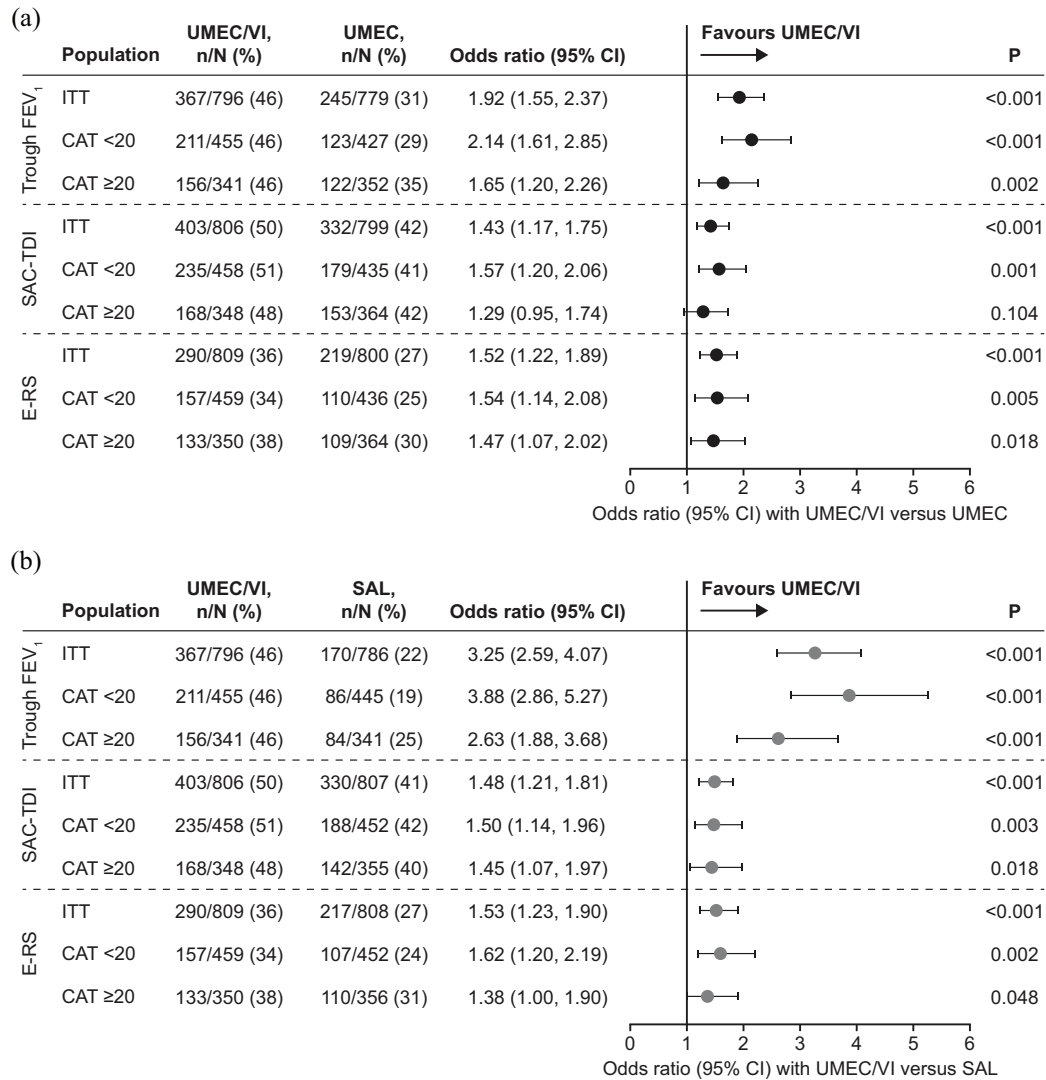 (a)
UMEC/VI, UMEC, Favours UMEC/VI
Population n/N (%) n/N (%) Odds ratio (95% CI) P
Trough FEV1
ITT 367/796 (46) 245/779 (31) 1.92 (1.55, 2.37) <0.001
CAT <20 211/455 (46) 123/427 (29) 2.14 (1.61, 2.85) <0.001
CAT ≥20 156/341 (46) 122/352 (35) 1.65 (1.20, 2.26) 0.002
SAC-TDI
ITT 403/806 (50) 332/799 (42) 1.43 (1.17, 1.75) <0.001
CAT <20 235/458 (51) 179/435 (41) 1.57 (1.20, 2.06) 0.001
CAT ≥20 168/348 (48) 153/364 (42) 1.29 (0.95, 1.74) 0.104
E-RS
ITT 290/809 (36) 219/800 (27) 1.52 (1.22, 1.89) <0.001
CAT <20 157/459 (34) 110/436 (25) 1.54 (1.14, 2.08) 0.005
CAT ≥20 133/350 (38) 109/364 (30) 1.47 (1.07, 2.02) 0.018
0 1 2 3 4 5 6
Odds ratio (95% CI) with UMEC/VI versus UMEC
(b)
UMEC/VI, SAL, Favours UMEC/VI
Population n/N (%) n/N (%) Odds ratio (95% CI) P
Trough FEV1
ITT 367/796 (46) 170/786 (22) 3.25 (2.59, 4.07) <0.001
CAT <20 211/455 (46) 86/445 (19) 3.88 (2.86, 5.27) <0.001
CAT ≥20 156/341 (46) 84/341 (25) 2.63 (1.88, 3.68) <0.001
SAC-TDI
ITT 403/806 (50) 330/807 (41) 1.48 (1.21, 1.81) <0.001
CAT <20 235/458 (51) 188/452 (42) 1.50 (1.14, 1.96) 0.003
CAT ≥20 168/348 (48) 142/355 (40) 1.45 (1.07, 1.97) 0.018
E-RS
ITT 290/809 (36) 217/808 (27) 1.53 (1.23, 1.90) <0.001
CAT <20 157/459 (34) 107/452 (24) 1.62 (1.20, 2.19) 0.002
CAT ≥20 133/350 (38) 110/356 (31) 1.38 (1.00, 1.90) 0.048
0 1 2 3 4 5 6
Odds ratio (95% CI) with UMEC/VI versus SAL